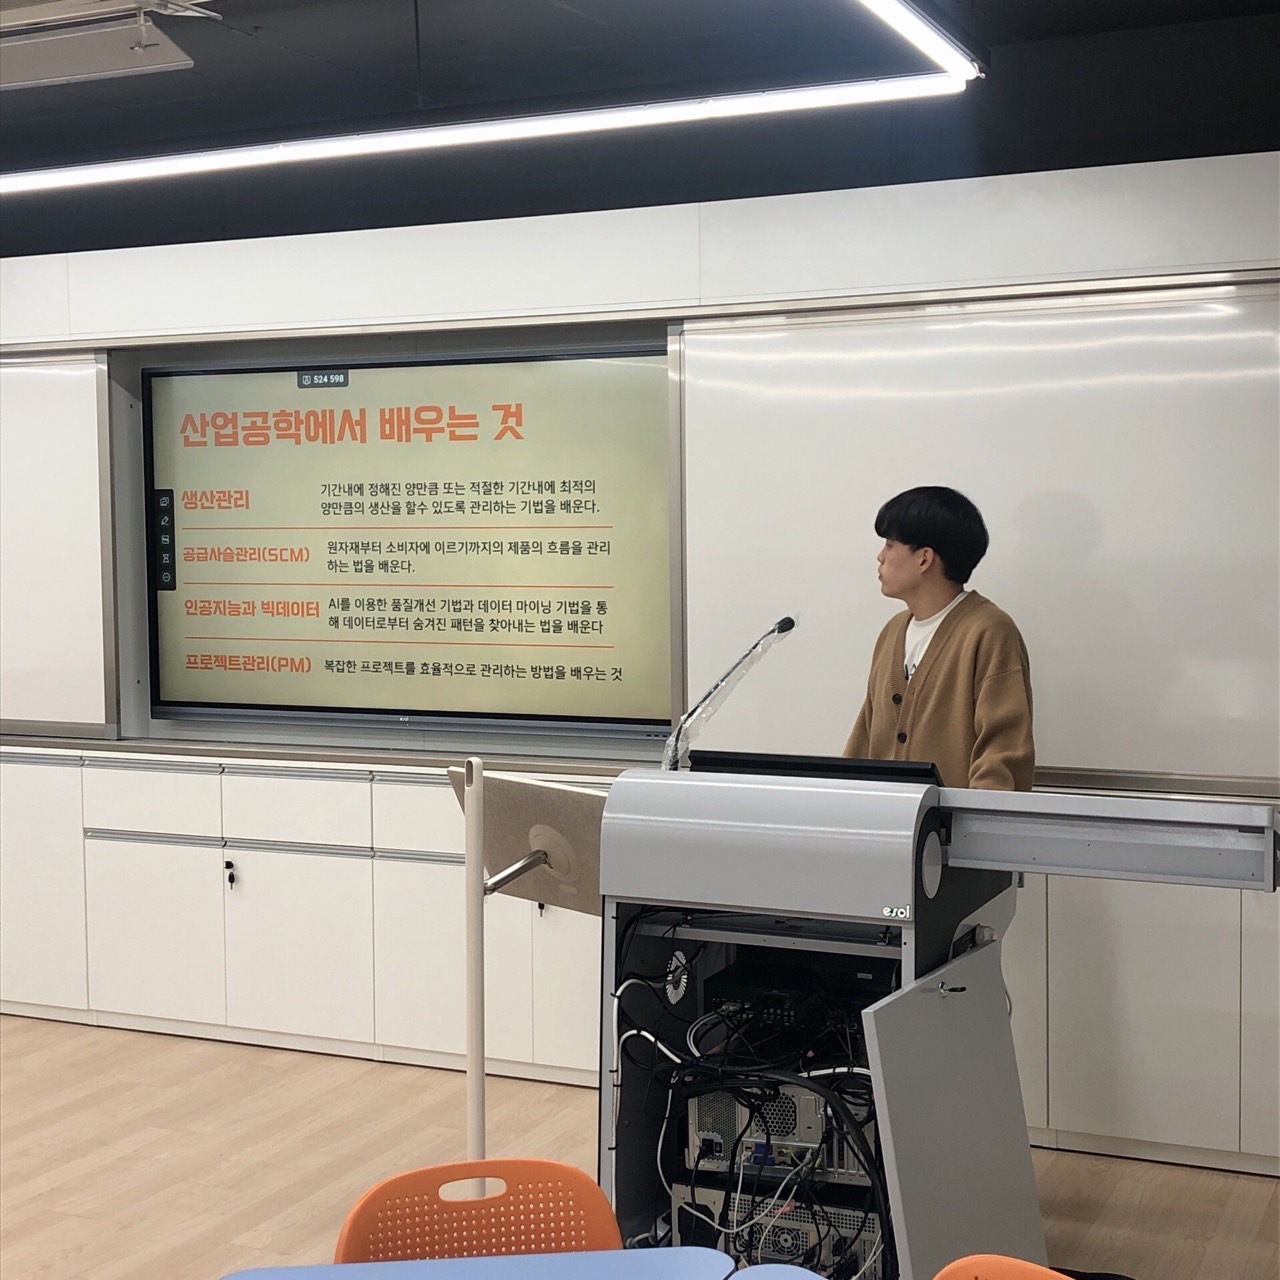 524 598
산업공학에서 배우는 것
생산관리
기간내에 정해진 양만큼 또는 적절한 기간내에 최적의
양만큼의 생산을 할수 있도록 관리하는 기법을 배운다.
공급사슬관리(SCM)
원자재부터 소비자에 이르기까지의 제품의 흐름을 관리
하는 법을 배운다.
인공지능과 빅데이터
AI를 이용한 품질개선 기법과 데이터 마이닝 기법을 통
해 데이터로부터 숨겨진 패턴을 찾아내는 법을 배운다
프로젝트관리(PM)
복잡한 프로젝트를 효율적으로 관리하는 방법을 배우는 것
esol
esol